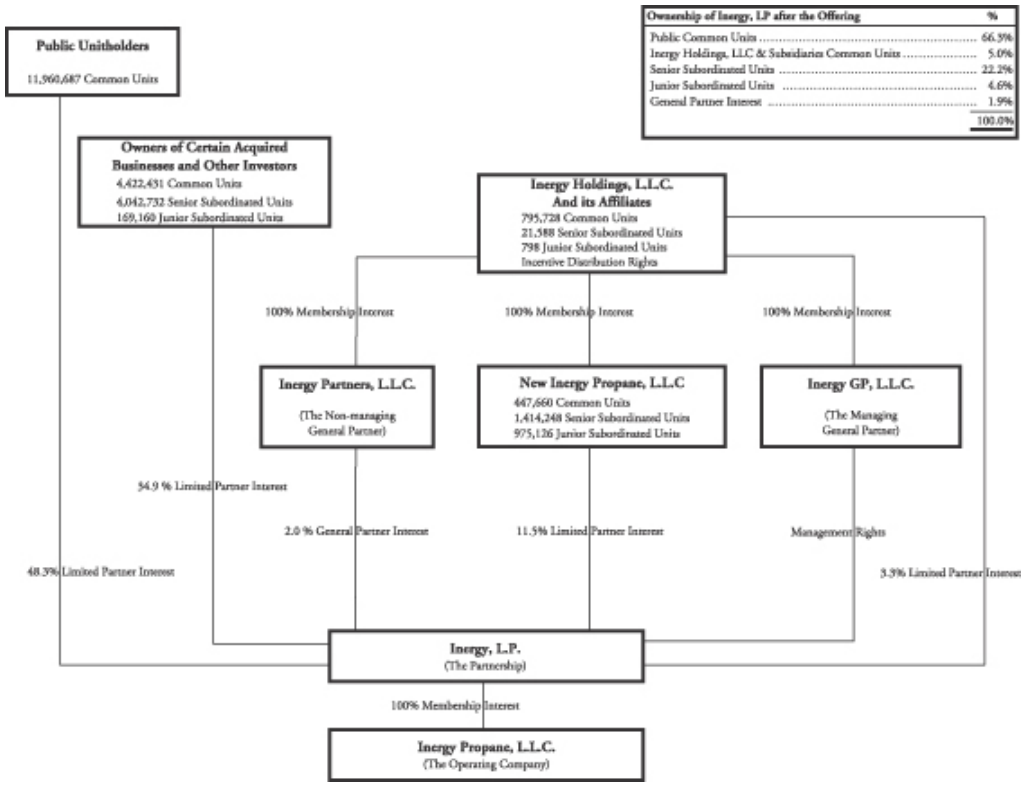 Ownership of Inergy, LP after the Offering %
Public Common Units 66.3%
Inergy Holdings, LLC & Subsidiaries Common Units 5.0%
Senior Subordinated Units 22.2%
Junior Subordinated Units 4.6%
General Partner Interest 1.9%
100.0%
Public Unitholders
11,960,687 Common Units
Owners of Certain Acquired
Businesses and Other Investors
4,422,431 Common Units
4,042,732 Senior Subordinated Units
169,160 Junior Subordinated Units
Inergy Holdings, L.L.C.
And its Affiliates
795,728 Common Units
21,588 Senior Subordinated Units
798 Junior Subordinated Units
Incentive Distribution Rights
100% Membership Interest
100% Membership Interest
100% Membership Interest
Inergy Partners, L.L.C.
(The Non-managing
General Partner)
New Inergy Propane, L.L.C
447,660 Common Units
1,414,248 Senior Subordinated Units
975,126 Junior Subordinated Units
Inergy GP, L.L.C.
(The Managing
General Partner)
34.9 % Limited Partner Interest
2.0 % General Partner Interest
11.5% Limited Partner Interest
Management Rights
48.3% Limited Partner Interest
3.3% Limited Partner Interest
Inergy, L.P.
(The Partnership)
100% Membership Interest
Inergy Propane, L.L.C.
(The Operating Company)